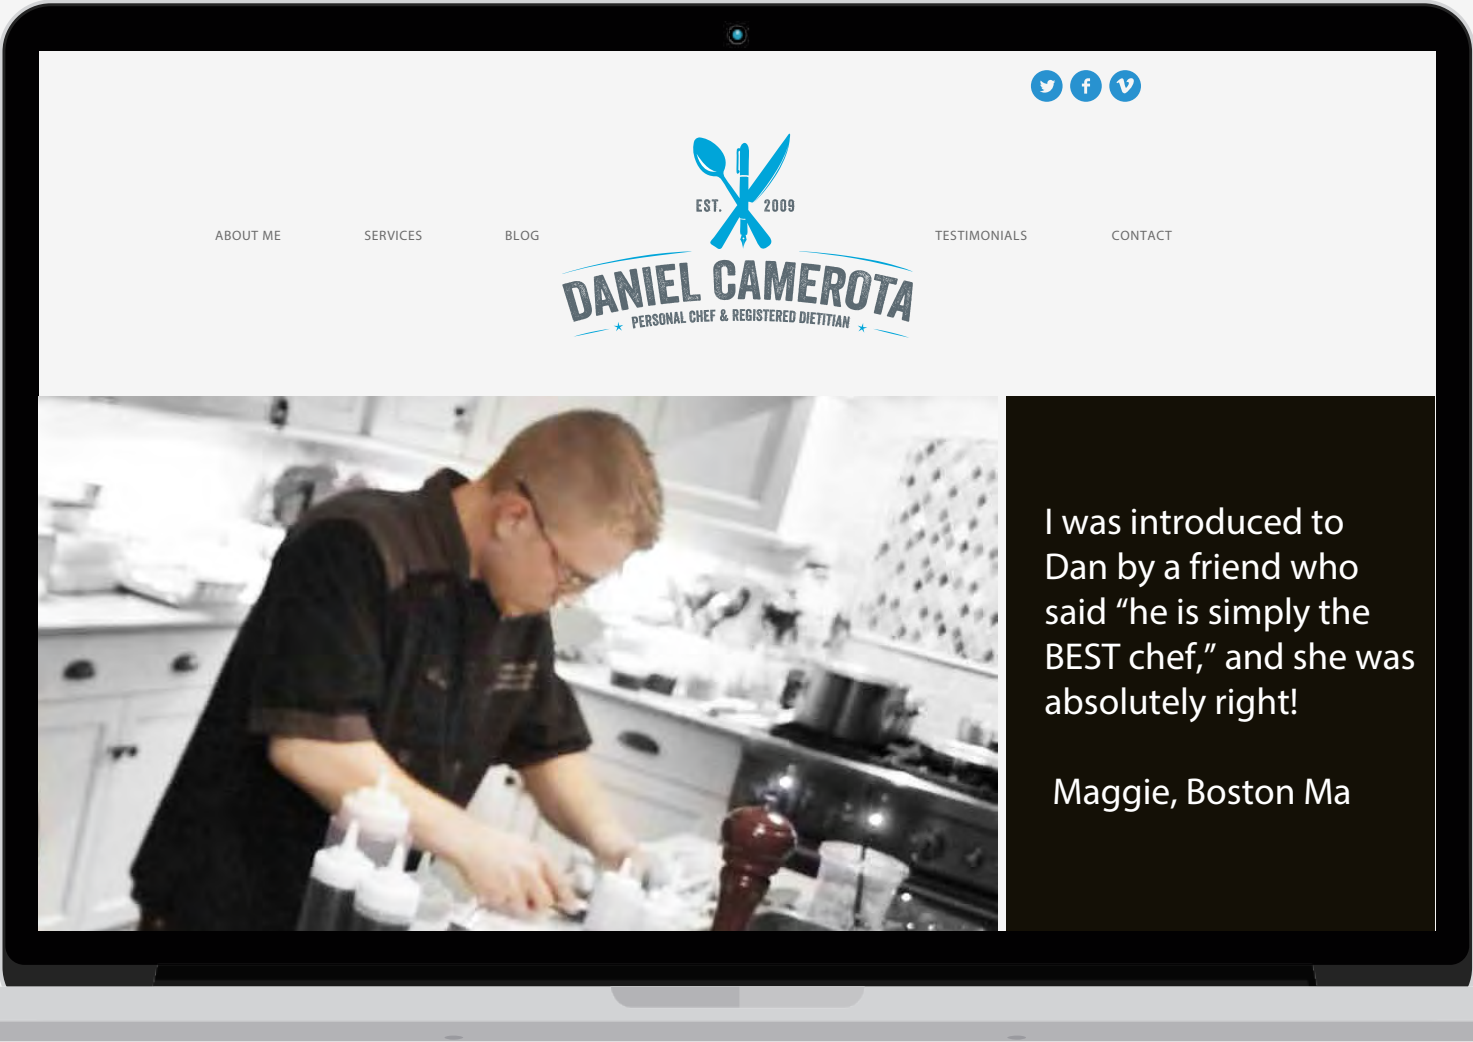 ABOUT ME
SERVICES
BLOG
EST. 2009
DANIEL CAMEROTA
PERSONAL CHEF & REGISTERED DIETITIAN
TESTIMONIALS
CONTACT
I was introduced to
Dan by a friend who
said “he is simply the
BEST chef,” and she was
absolutely right!
Maggie, Boston Ma